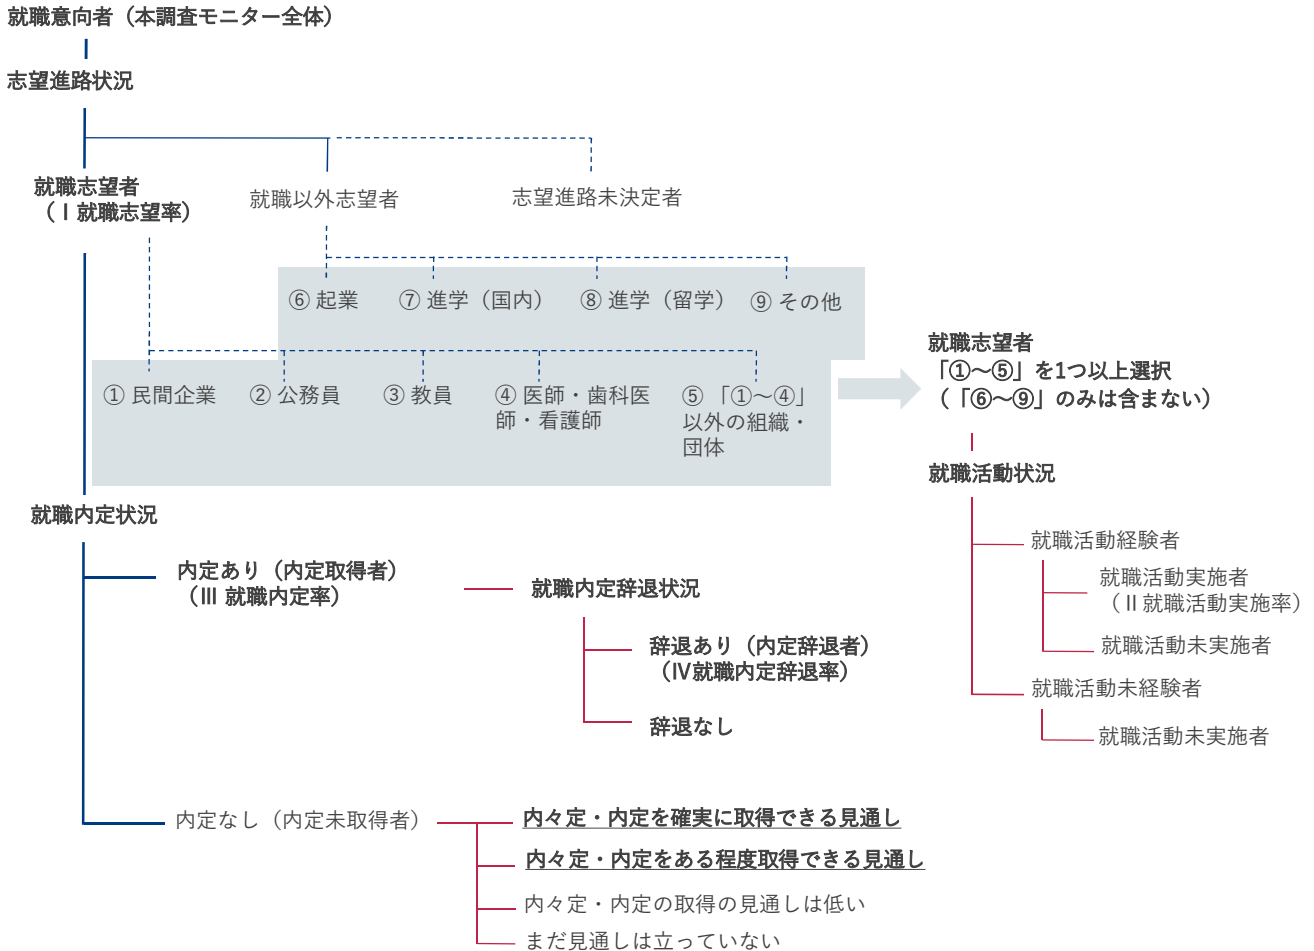 就職意向者（本調査モニター全体）
志望進路状況
就職志望者
（Ⅰ就職志望率）
就職以外志望者
志望進路未決定者
⑥ 起業
⑦ 進学（国内）
⑧ 進学（留学）
⑨ その他
① 民間企業
② 公務員
③ 教員
④ 医師・歯科医
師・看護師
⑤ 「①～④」
以外の組織・
団体
就職志望者
「①～⑤」を1つ以上選択
（「⑥～⑨」のみは含まない）
就職活動状況
就職活動経験者
就職活動実施者
（Ⅱ就職活動実施率）
就職活動未実施者
就職活動未経験者
就職活動未実施者
就職内定状況
内定あり（内定取得者）
（Ⅲ 就職内定率）
就職内定辞退状況
辞退あり（内定辞退者）
（Ⅳ就職内定辞退率）
辞退なし
内定なし（内定未取得者）
内々定・内定を確実に取得できる見通し
内々定・内定をある程度取得できる見通し
内々定・内定の取得の見通しは低い
まだ見通しは立っていない